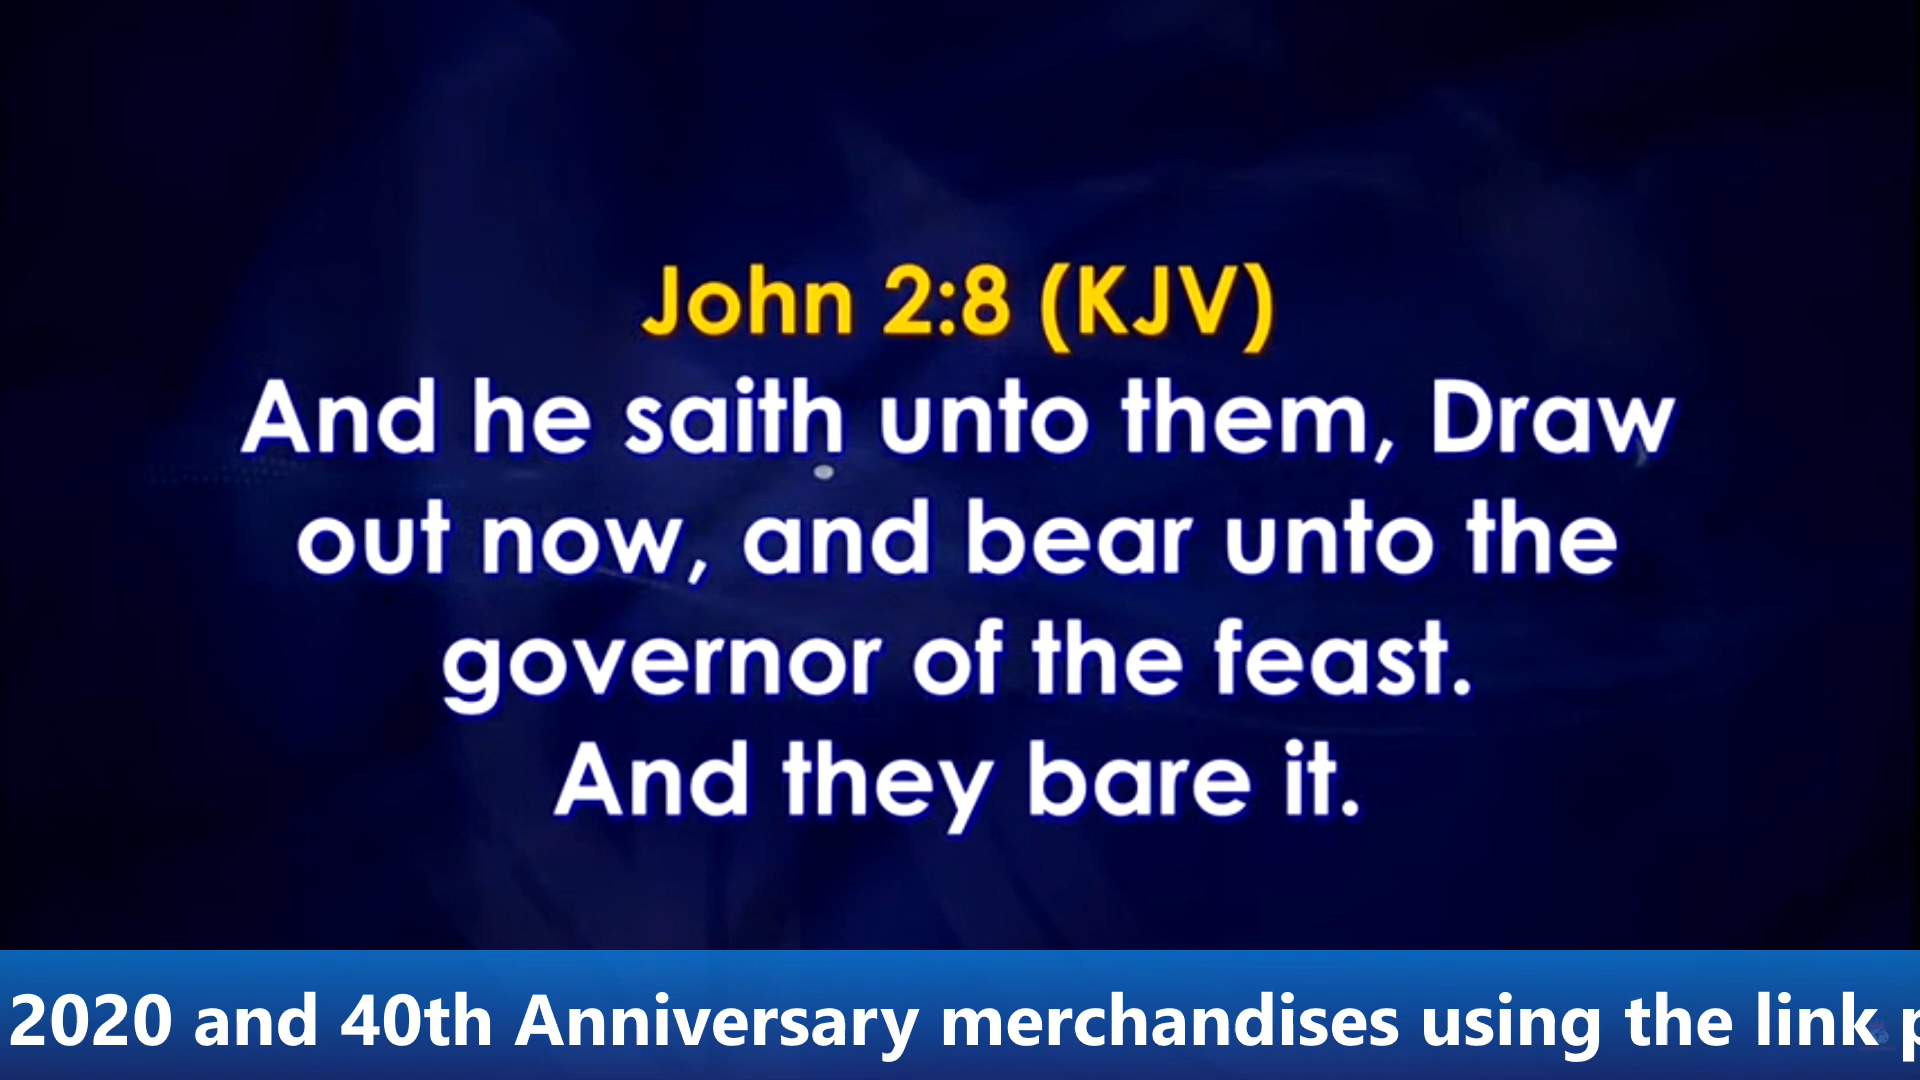 John 2:8 (KJV)
And he saith unto them, Draw
out now, and bear unto the
governor of the feast.
And they bare it.
2020 and 40th Anniversary merchandises using the link p